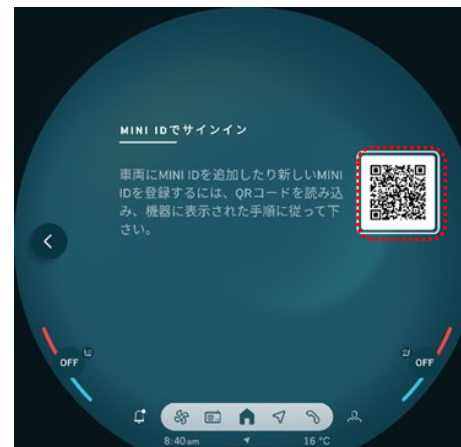 MINI IDでサインイン
車両にMINI IDを追加したり新しいMINI
IDを登録するには、QRコードを読み込
み、機器に表示された手順に従って下
さい。
OFF
OFF
8:40am
16 °C